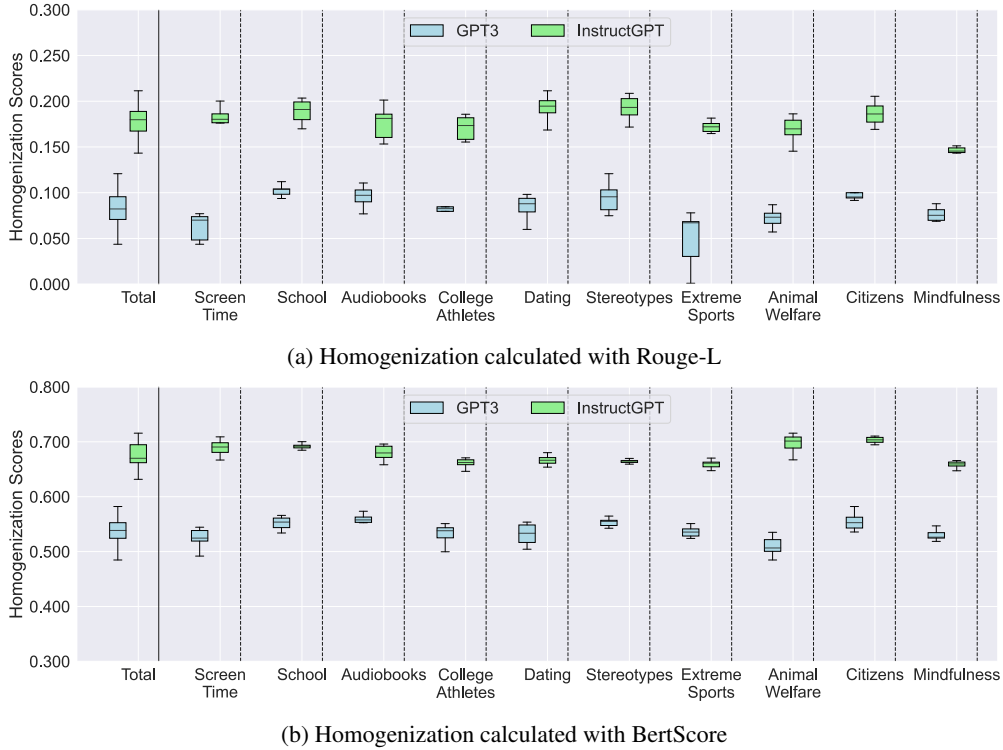 0.300
0.250
0.200
0.150
0.100
0.050
0.000
Homogenization Scores
GPT3 InstructGPT
Total Screen Time School Audiobooks College Athletes Dating Stereotypes Extreme Sports Animal Welfare Citizens Mindfulness
(a) Homogenization calculated with Rouge-L
0.800
0.700
0.600
0.500
0.400
0.300
Homogenization Scores
GPT3 InstructGPT
Total Screen Time School Audiobooks College Athletes Dating Stereotypes Extreme Sports Animal Welfare Citizens Mindfulness
(b) Homogenization calculated with BertScore